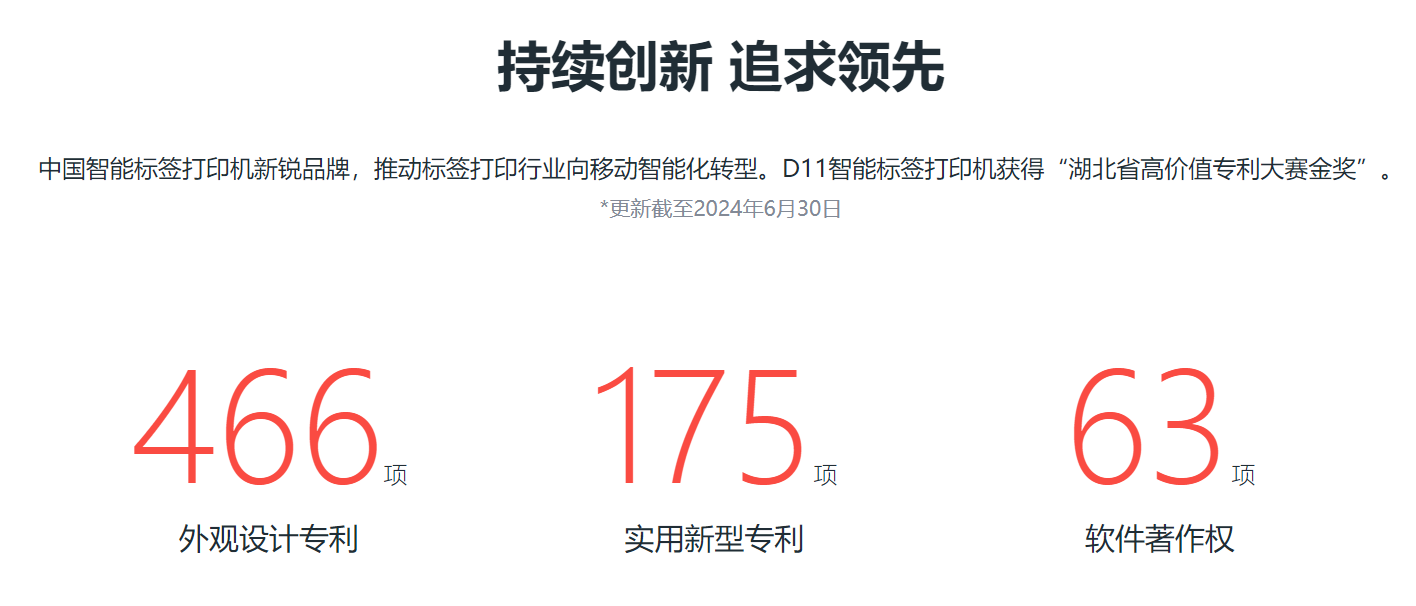 持续创新 追求领先
中国智能标签打印机新锐品牌，推动标签打印行业向移动智能化转型。D11智能标签打印机获得“湖北省高价值专利大赛金奖”。
*更新截至2024年6月30日
466项 175项 63项
外观设计专利 实用新型专利 软件著作权